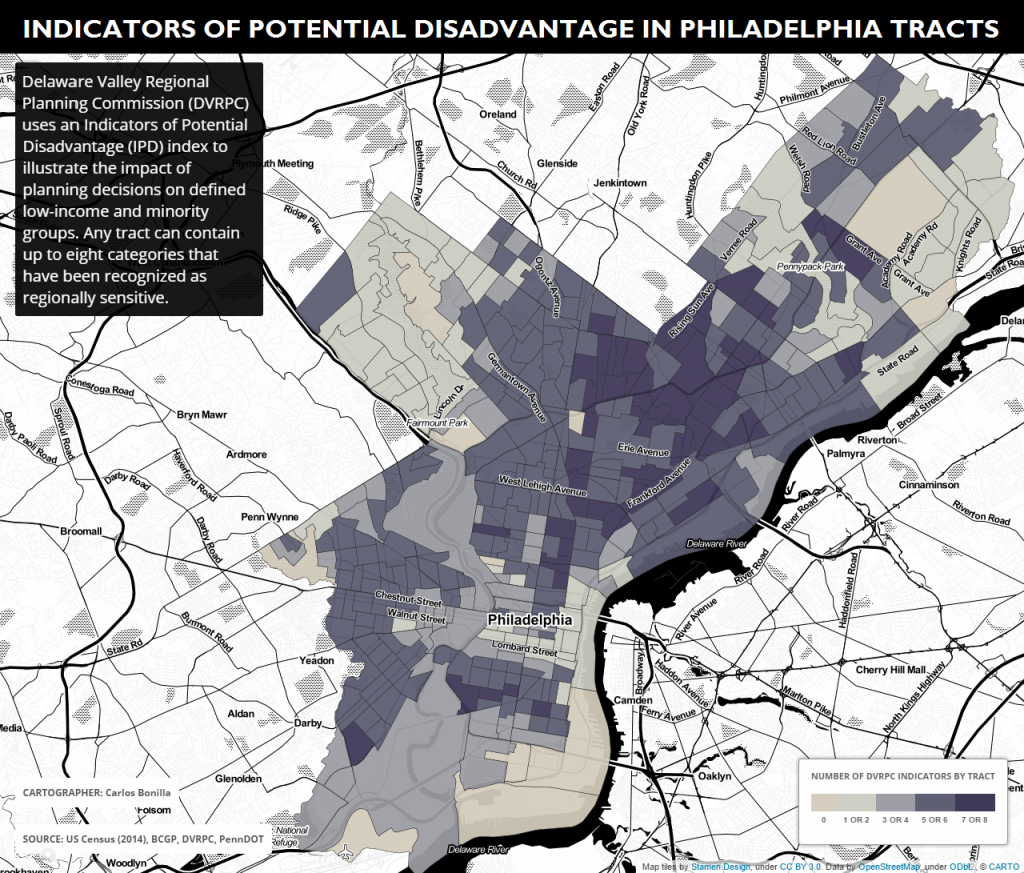 INDICATORS OF POTENTIAL DISADVANTAGE IN PHILADELPHIA TRACTS
Delaware Valley Regional
Planning Commission (DVRPC)
uses an Indicators of Potential
Disadvantage (IPD) index to
illustrate the impact of
planning decisions on defined
low-income and minority
groups. Any tract can contain
up to eight categories that
have been recognized as
regionally sensitive.
Plymouth Meeting
Ridge Pike
Bethlehem Pike
Oreland
Church Rd
Glenside
Easton Road
Old York Road
Jenkintown
Huntingdon Pike
Philmont Avenue
Red Lion Road
Bustleton Ave
Welsh Road
Verree Road
Pennypack Park
Grant Ave
Academy Road
Academy Rd
Grant Ave
Knights Road
State Road
Rising Sun Ave
Ogontz Avenue
Germantown Avenue
Lincoln Dr
Fairmount Park
Conestoga Road
Sproul Road
Darby Paoli Road
Bryn Mawr
Haverford Road
Ardmore
Darby Road
Darby Road
Penn Wynne
Broomall
Erie Avenue
West Lehigh Avenue
Frankford Avenue
Broad Street
Riverton
Palmyra
Cinnaminson
Riverton Road
River Road
River Road
Delaware River
Haddonfield Road
River Avenue
Chestnut Street
Walnut Street
Philadelphia
Lombard Street
Burmont Road
State Rd
Yeadon
Aldan
Darby
Glenolden
Folsom
Woodlyn
Broadway
Haddon Avenue
Camden
Ferry Avenue
Marlton Pike
Cherry Hill Mall
North Kings Highway
Oaklyn
Delaware River
CARTOGRAPHER: Carlos Bonilla
SOURCE: US Census (2014), BCGP, DVRPC, PennDOT
National
NUMBER OF DVRPC INDICATORS BY TRACT
0 1 OR 2 3 OR 4 5 OR 6 7 OR 8
Map tiles by Stamen Design, under CC BY 3.0. Data by OpenStreetMap, under ODbL, © CARTO